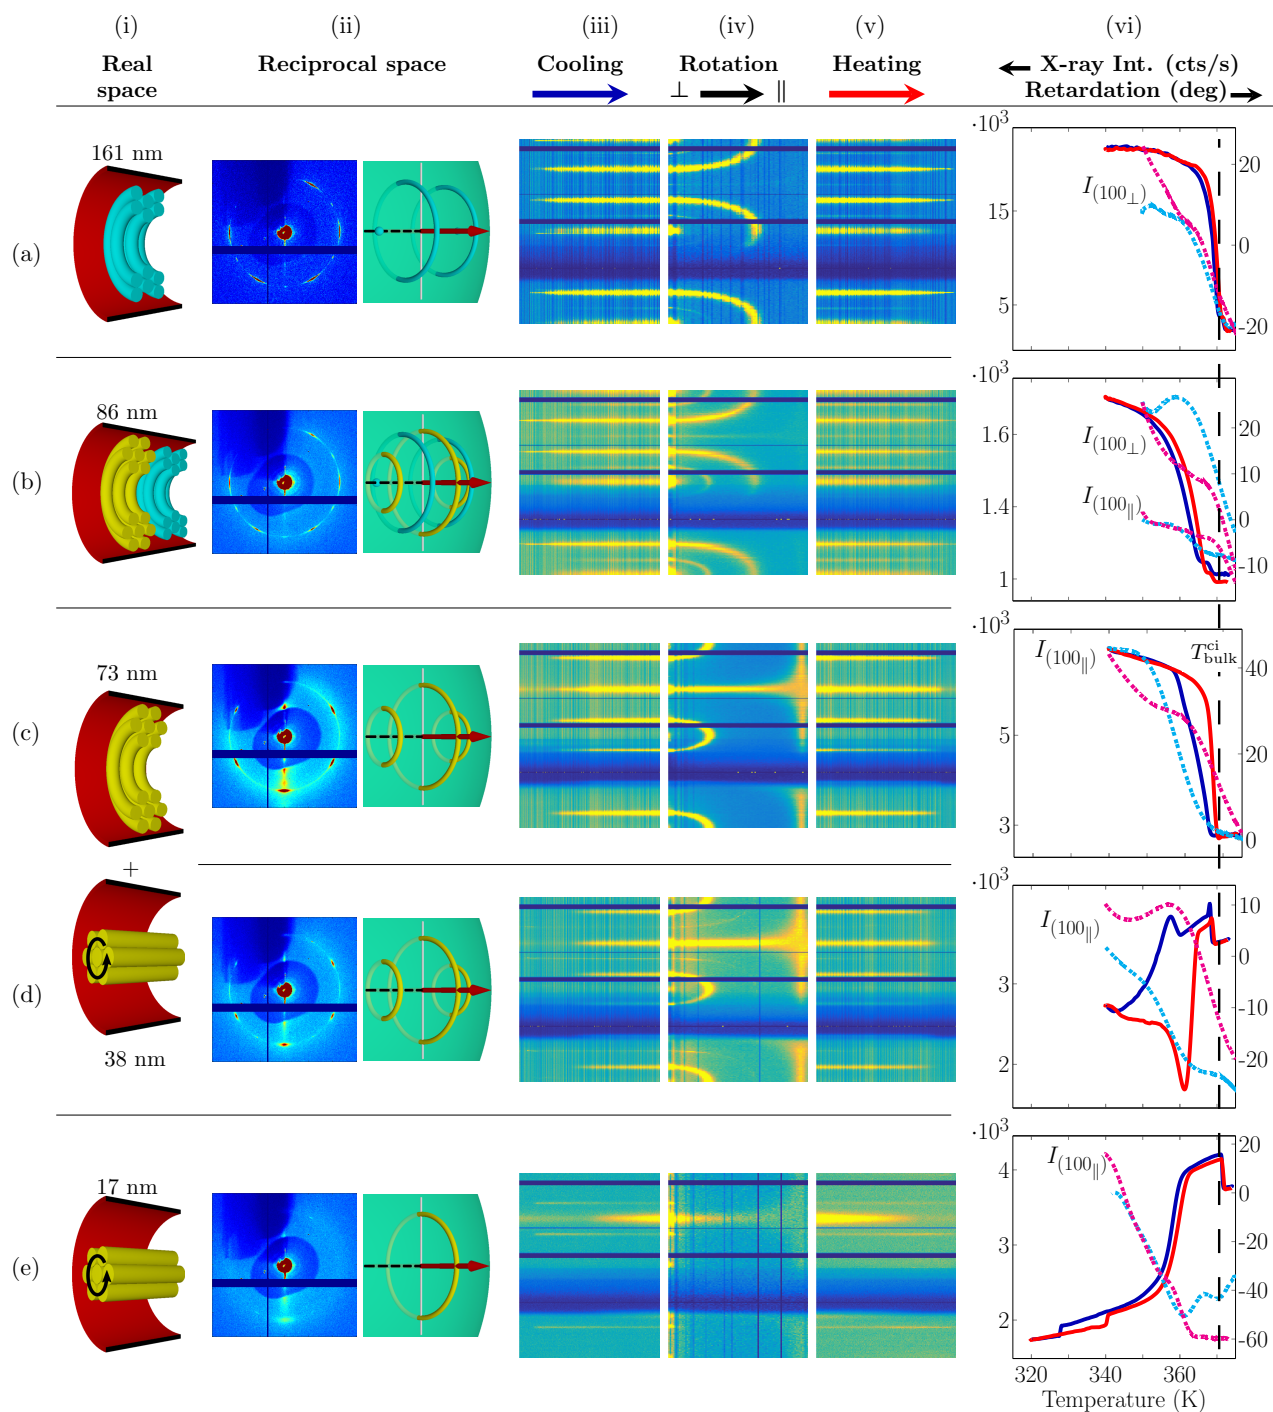 (i) (ii) (iii) (iv) (v) (vi)
Real space Reciprocal space Cooling Rotation Heating X-ray Int. (cts/s)
⊥ ∥ Retardation (deg)
(a)
161 nm
·10³
15
5
20
0
-20
I(100⊥)
(b)
86 nm
·10³
1.6
1.4
1
20
10
0
-10
I(100⊥)
I(100∥)
(c)
73 nm
·10³
5
3
40
20
0
I(100∥)
T^ci_bulk
+
(d)
38 nm
·10³
3
2
10
0
-10
-20
I(100∥)
(e)
17 nm
·10³
4
3
2
20
0
-20
-40
-60
I(100∥)
320 340 360
Temperature (K)